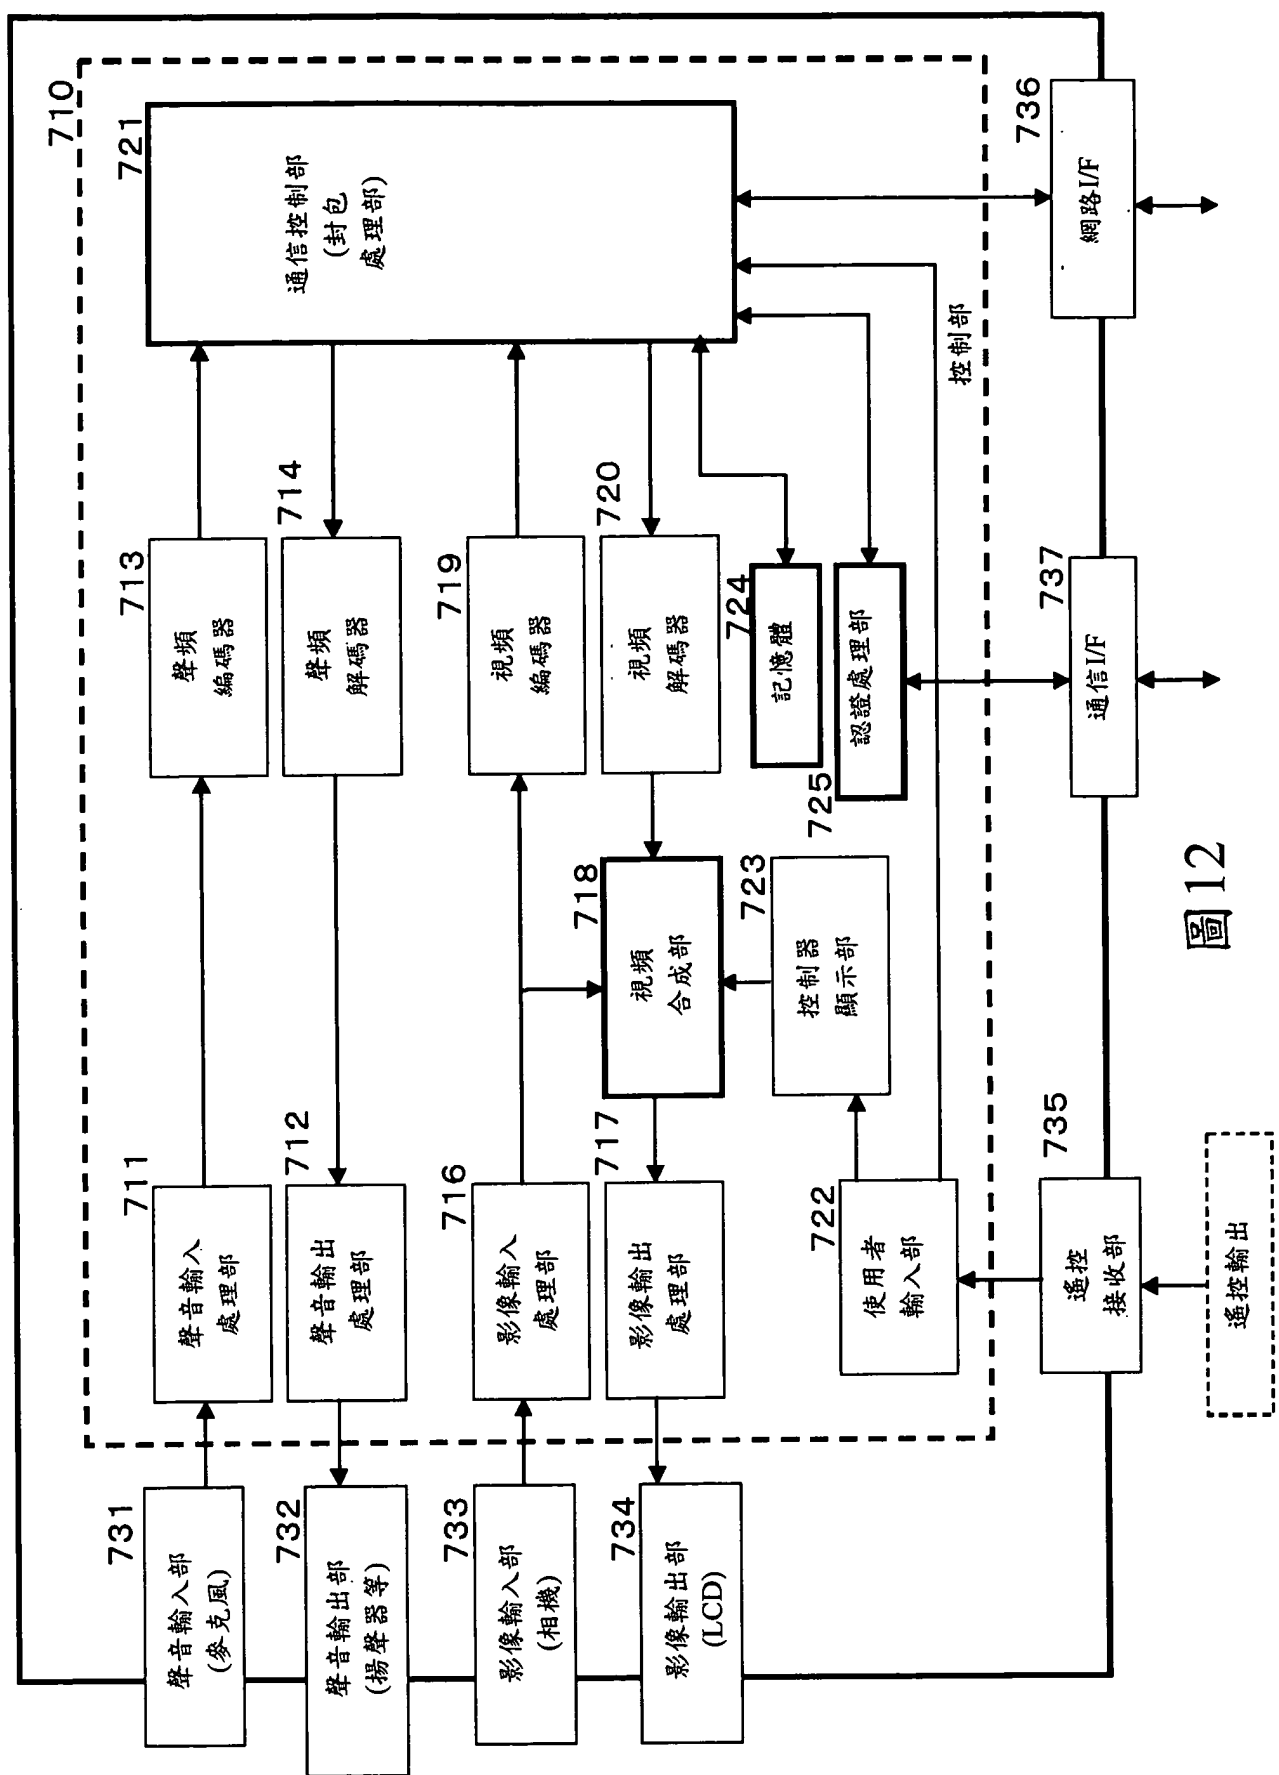 710
731
聲音輸入部
(麥克風)
711
聲音輸入
處理部
713
聲頻
編碼器
721
通信控制部
(封包
處理部)
732
聲音輸出部
(揚聲器等)
712
聲音輸出
處理部
714
聲頻
解碼器
733
影像輸入部
(相機)
716
影像輸入
處理部
719
視頻
編碼器
734
影像輸出部
(LCD)
717
影像輸出
處理部
718
視頻
合成部
720
視頻
解碼器
724
記憶體
723
控制器
顯示部
725
認證處理部
722
使用者
輸入部
控制部
735
遙控
接收部
737
通信I/F
736
網路I/F
遙控輸出
圖12